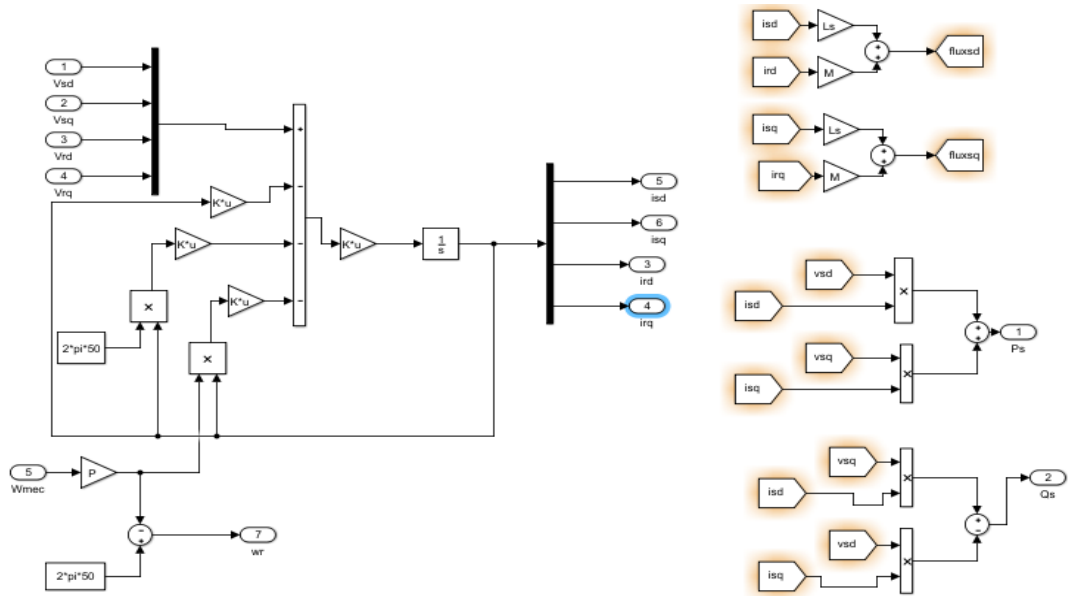 1
Vsd
2
Vsq
3
Vrd
4
Vrq
+
−
−
−
K*u
K*u
K*u
K*u
1
s
×
×
2*pi*50
5
isd
6
isq
3
ird
4
irq
5
Wmec
P
−
+
7
wr
2*pi*50
isd
Ls
ird
M
+
+
fluxsd
isq
Ls
irq
M
+
+
fluxsq
vsd
isd
×
vsq
isq
×
+
+
1
Ps
vsq
isd
×
vsd
isq
×
+
−
2
Qs